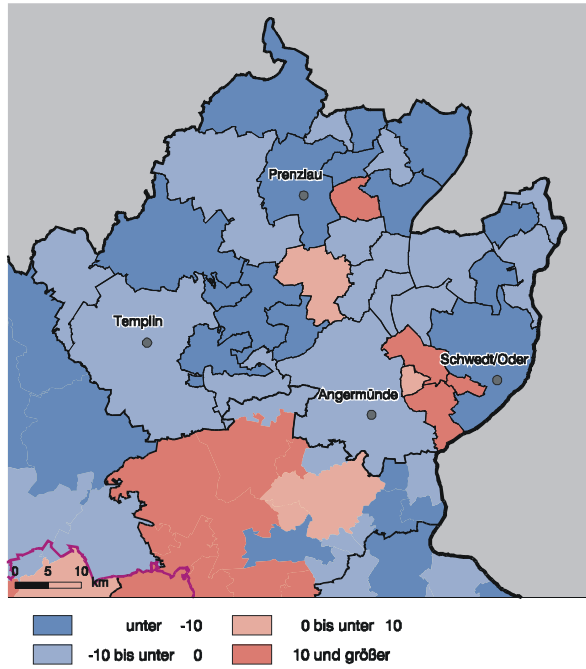 Prenzlau
Templin
Schwedt/Oder
Angermünde
0 5 10
km
unter -10 0 bis unter 10
-10 bis unter 0 10 und größer